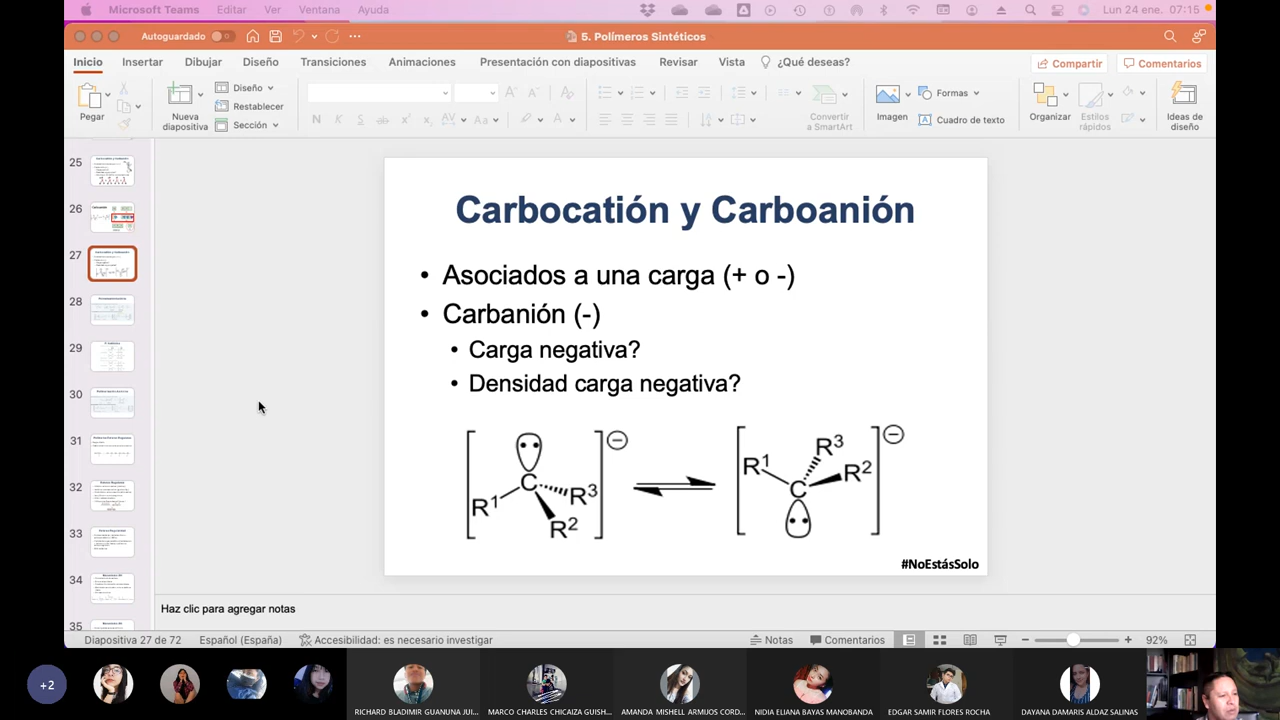 Microsoft Teams Editar Ver Ventana Ayuda Lun 24 ene. 07:15
Autoguardado 5. Polímeros Sintéticos
Inicio Insertar Dibujar Diseño Transiciones Animaciones Presentación con diapositivas Revisar Vista ¿Qué deseas? Compartir Comentarios
Pegar
Nueva diapositiva
Diseño
Restablecer
Sección
N K S
Aa
Convertir a SmartArt
Imagen
Formas
Cuadro de texto
Organizar
Estilos rápidos
Ideas de diseño
25
26
27
28
29
30
31
32
33
34
35
Carbocatión y Carboanión
• Asociados a una carga (+ o -)
• Carbanión (-)
• Carga negativa?
• Densidad carga negativa?
R1 C R3 R2
R1 C R3 R2
#NoEstásSolo
Haz clic para agregar notas
Diapositiva 27 de 72 Español (España) Accesibilidad: es necesario investigar Notas Comentarios 92%
+2
RICHARD BLADIMIR GUANUNA JUI...
MARCO CHARLES CHICAIZA GUISH...
AMANDA MISHELL ARMIJOS CORD...
NIDIA ELIANA BAYAS MANOBANDA
EDGAR SAMIR FLORES ROCHA
DAYANA DAMARIS ALDAZ SALINAS